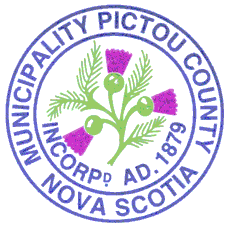 MUNICIPALITY PICTOU COUNTY
NOVA SCOTIA
INCORPD AD. 1879